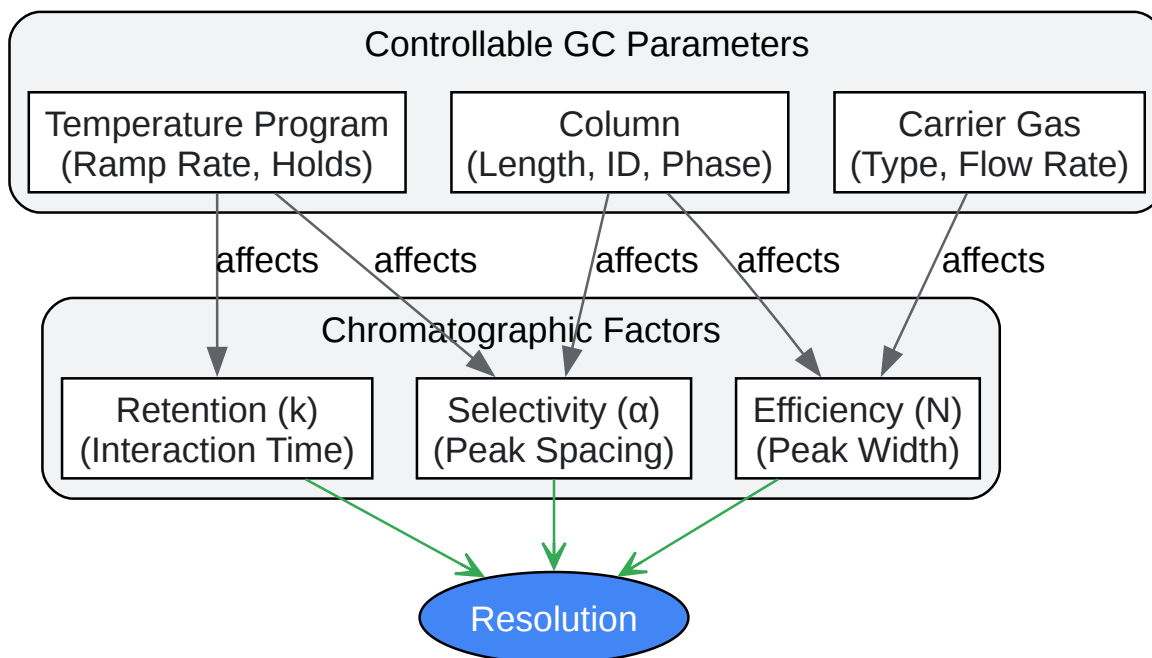 Controllable GC Parameters
Temperature Program
(Ramp Rate, Holds)
Column
(Length, ID, Phase)
Carrier Gas
(Type, Flow Rate)
affects
affects
affects
affects
affects
Chromatographic Factors
Retention (k)
(Interaction Time)
Selectivity (α)
(Peak Spacing)
Efficiency (N)
(Peak Width)
Resolution